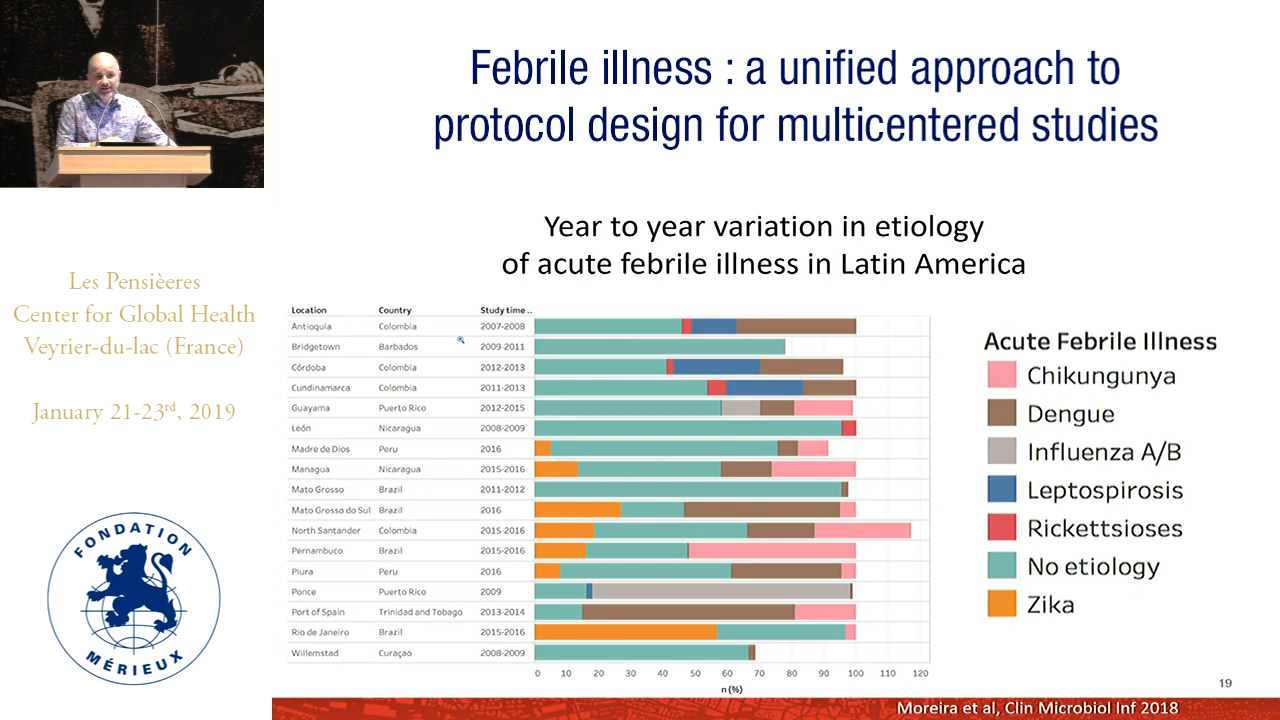 Febrile illness : a unified approach to
protocol design for multicentered studies
Year to year variation in etiology
of acute febrile illness in Latin America
Les Pensièeres
Center for Global Health
Veyrier-du-lac (France)
January 21-23rd, 2019
FONDATION
MÉRIEUX
Location Country Study time ..
Antioquia Colombia 2007-2008
Bridgetown Barbados 2009-2011
Córdoba Colombia 2012-2013
Cundinamarca Colombia 2011-2013
Guayama Puerto Rico 2012-2015
León Nicaragua 2008-2009
Madre de Dios Peru 2016
Managua Nicaragua 2015-2016
Mato Grosso Brazil 2011-2012
Mato Grosso do Sul Brazil 2016
North Santander Colombia 2015-2016
Pernambuco Brazil 2015-2016
Piura Peru 2016
Ponce Puerto Rico 2009
Port of Spain Trinidad and Tobago 2013-2014
Rio de Janeiro Brazil 2015-2016
Willemstad Curaçao 2008-2009
0 10 20 30 40 50 60 70 80 90 100 110 120
n (%)
Acute Febrile Illness
Chikungunya
Dengue
Influenza A/B
Leptospirosis
Rickettsioses
No etiology
Zika
19
Moreira et al, Clin Microbiol Inf 2018